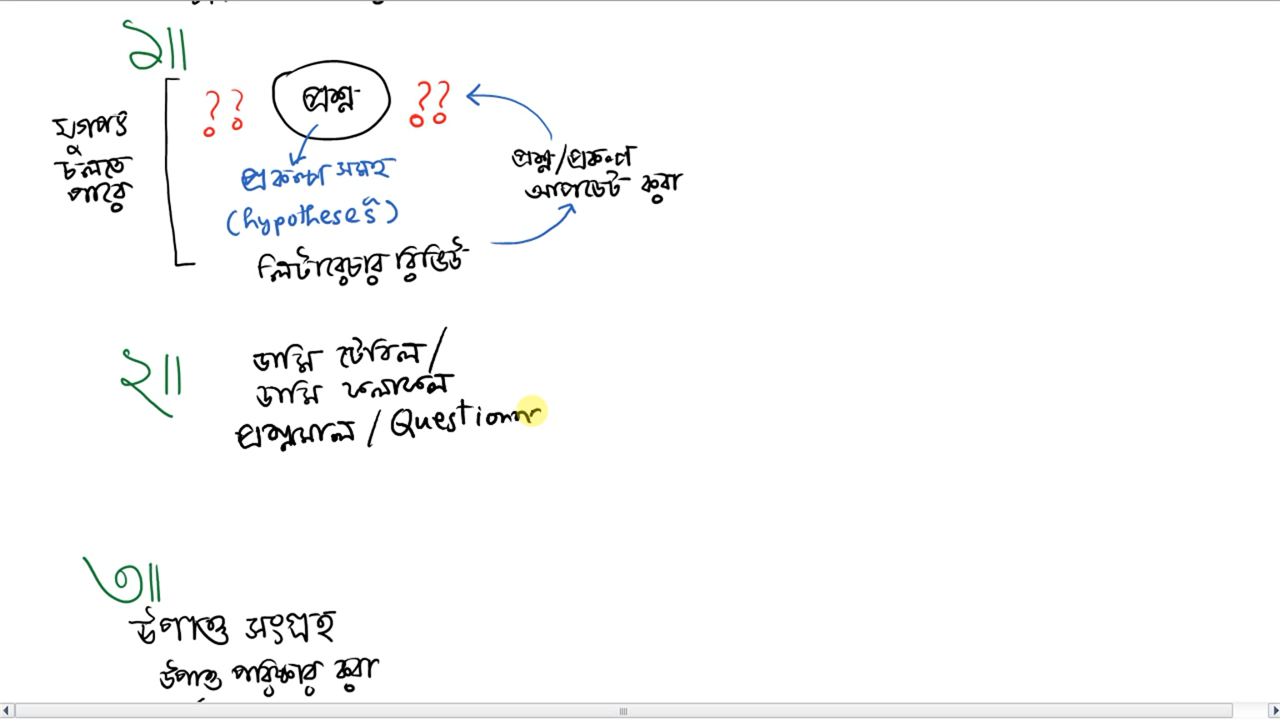 ১॥
?? প্রশ্ন ??
যুগপৎ
চলতে
পারে
প্রকল্প সমূহ
(hypotheses)
প্রশ্ন/প্রকল্প
আপডেট করা
লিটারেচার রিভিউ
২॥
ডামি টেবিল/
ডামি ফলাফল
প্রশ্নমালা / Questionna
৩॥
উপাত্ত সংগ্রহ
উপাত্ত পরিষ্কার করা